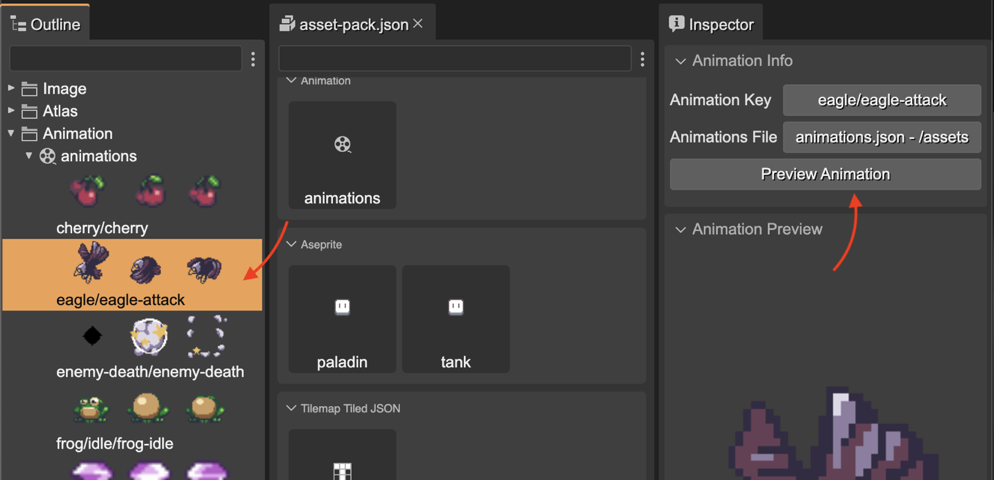 Outline
Image
Atlas
Animation
animations
cherry/cherry
eagle/eagle-attack
enemy-death/enemy-death
frog/idle/frog-idle
asset-pack.json
Animation
animations
Aseprite
paladin
tank
Tilemap Tiled JSON
Inspector
Animation Info
Animation Key eagle/eagle-attack
Animations File animations.json - /assets
Preview Animation
Animation Preview